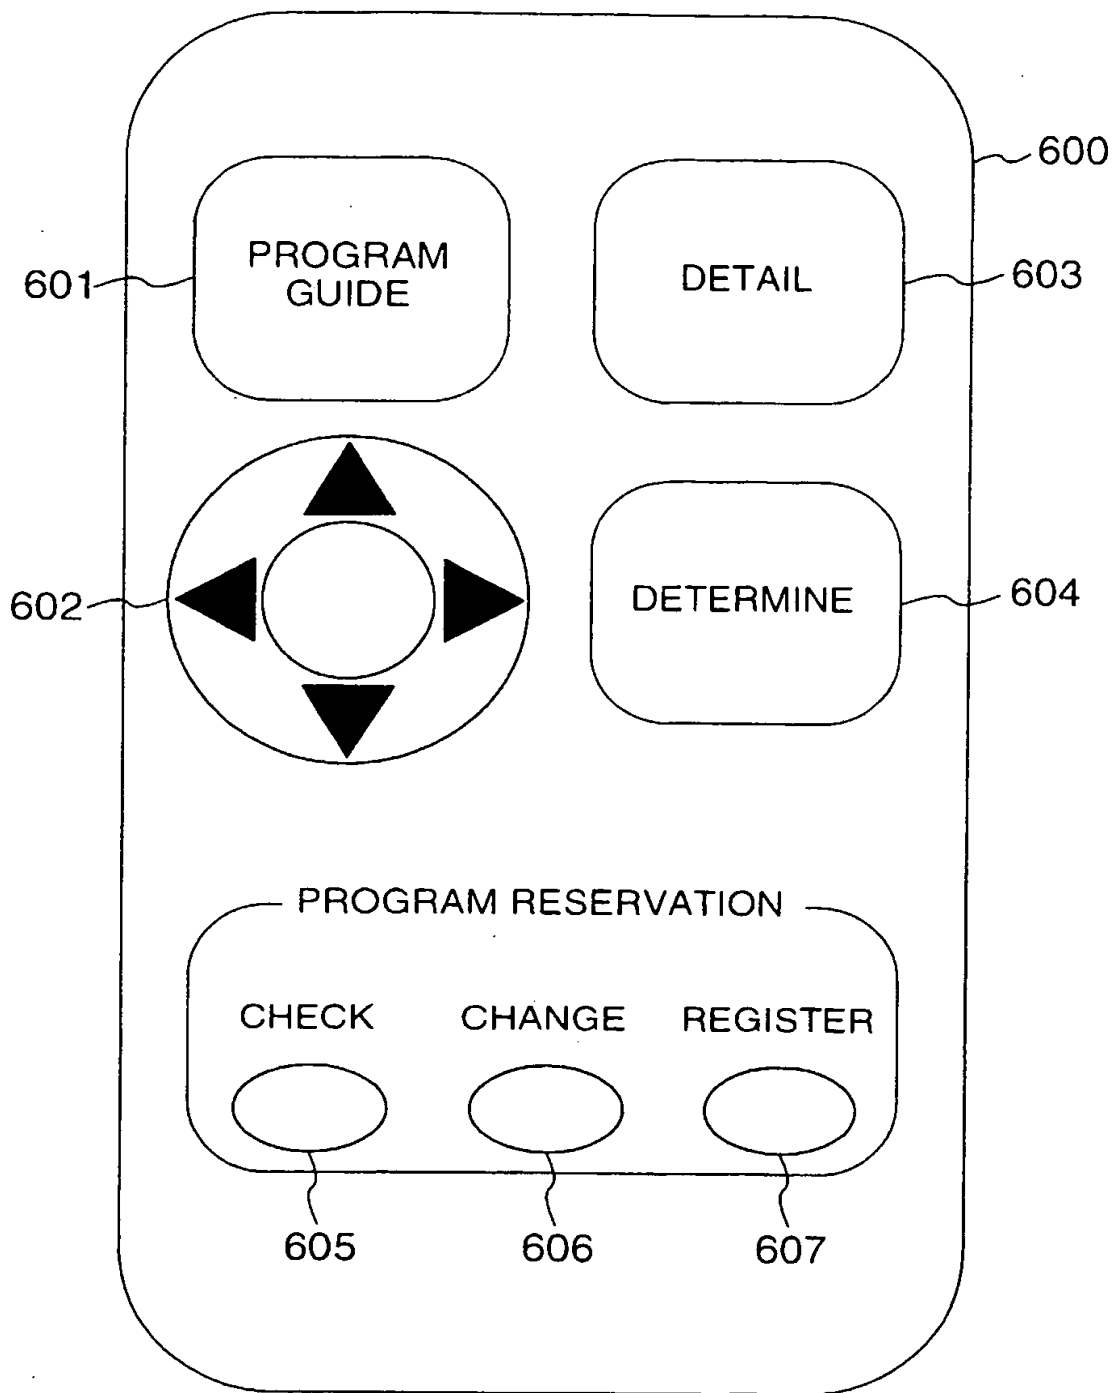 600
PROGRAM
GUIDE
601
DETAIL
603
602
DETERMINE
604
PROGRAM RESERVATION
CHECK
CHANGE
REGISTER
605
606
607